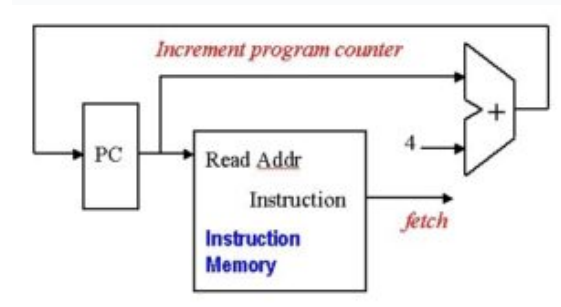 Increment program counter
+
4
PC
Read Addr
Instruction
fetch
Instruction
Memory